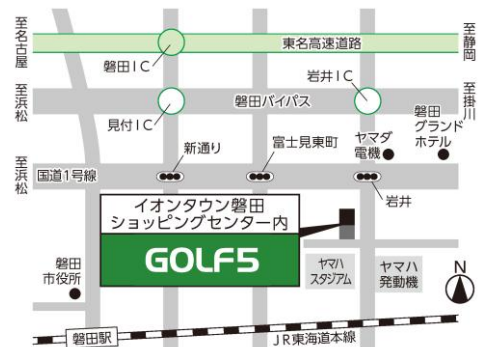 至名古屋
東名高速道路
至静岡
磐田IC
岩井IC
至浜松
磐田バイパス
至掛川
見付IC
磐田
グランド
ホテル
ヤマダ
電機
新通り
富士見東町
至浜松
国道1号線
岩井
イオンタウン磐田
ショッピングセンター内
GOLF5
磐田
市役所
ヤマハ
スタジアム
ヤマハ
発動機
N
磐田駅
JR東海道本線